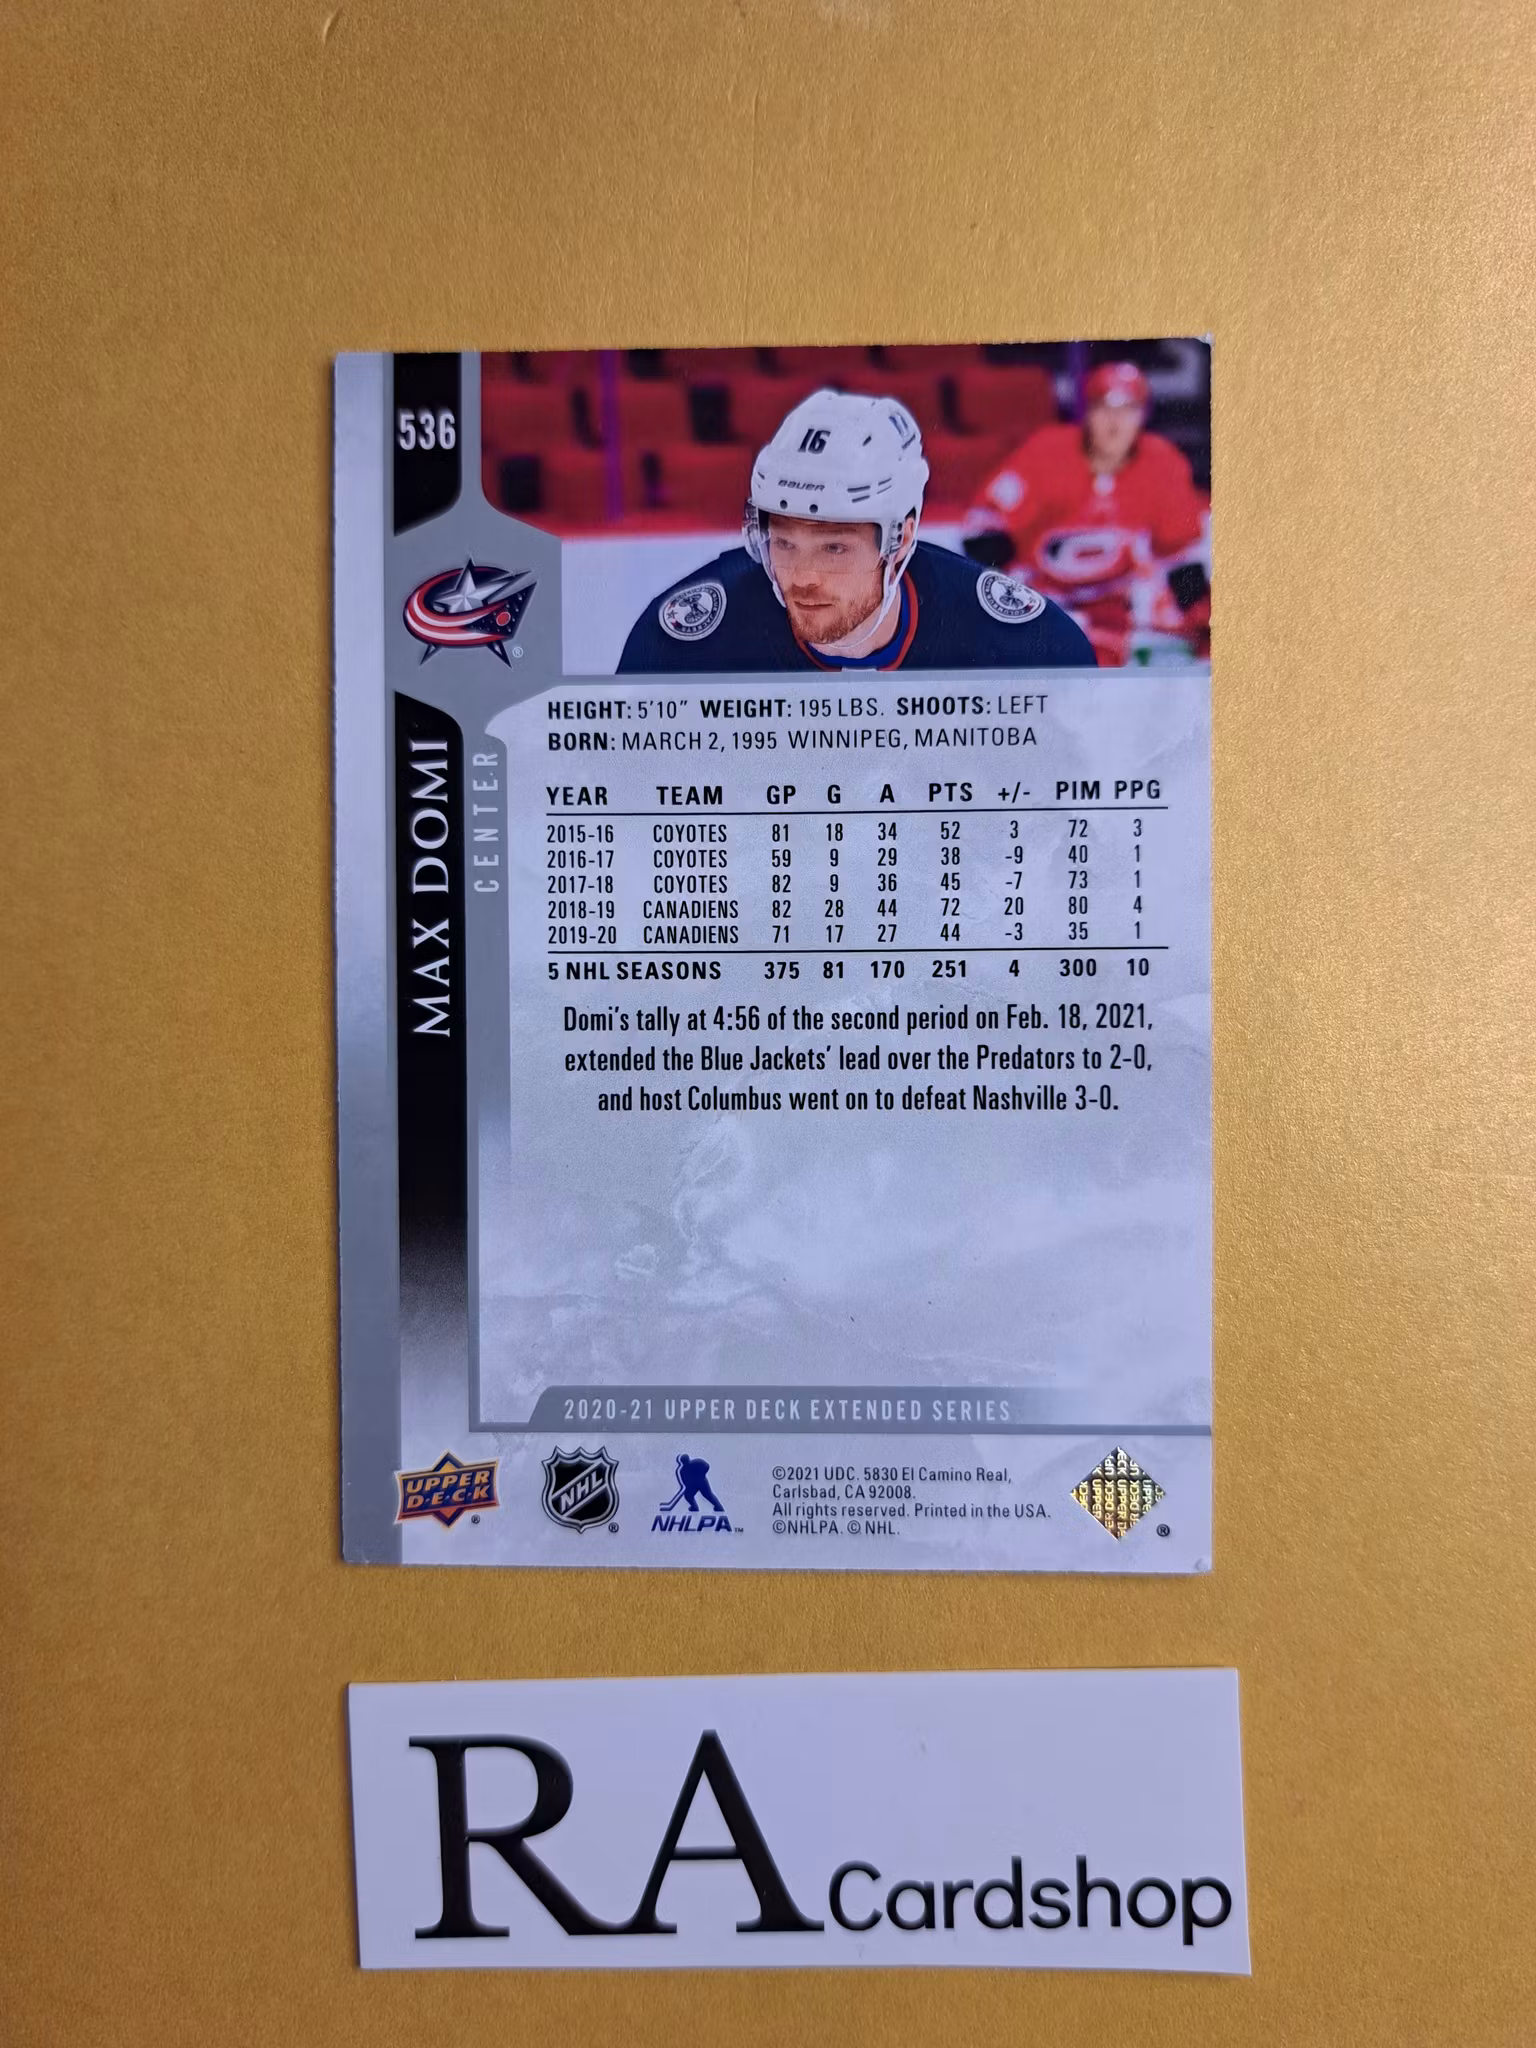 536
16
BAUER
®
MAX DOMI
CENTER
HEIGHT: 5'10" WEIGHT: 195 LBS. SHOOTS: LEFT
BORN: MARCH 2, 1995 WINNIPEG, MANITOBA
YEAR TEAM GP G A PTS +/- PIM PPG
2015-16 COYOTES 81 18 34 52 3 72 3
2016-17 COYOTES 59 9 29 38 -9 40 1
2017-18 COYOTES 82 9 36 45 -7 73 1
2018-19 CANADIENS 82 28 44 72 20 80 4
2019-20 CANADIENS 71 17 27 44 -3 35 1
5 NHL SEASONS 375 81 170 251 4 300 10
Domi's tally at 4:56 of the second period on Feb. 18, 2021,
extended the Blue Jackets' lead over the Predators to 2-0,
and host Columbus went on to defeat Nashville 3-0.
2020-21 UPPER DECK EXTENDED SERIES
UPPER
D·E·C·K
®
NHL
®
NHLPA™
©2021 UDC. 5830 El Camino Real,
Carlsbad, CA 92008.
All rights reserved. Printed in the USA.
©NHLPA. © NHL.
®
RA Cardshop